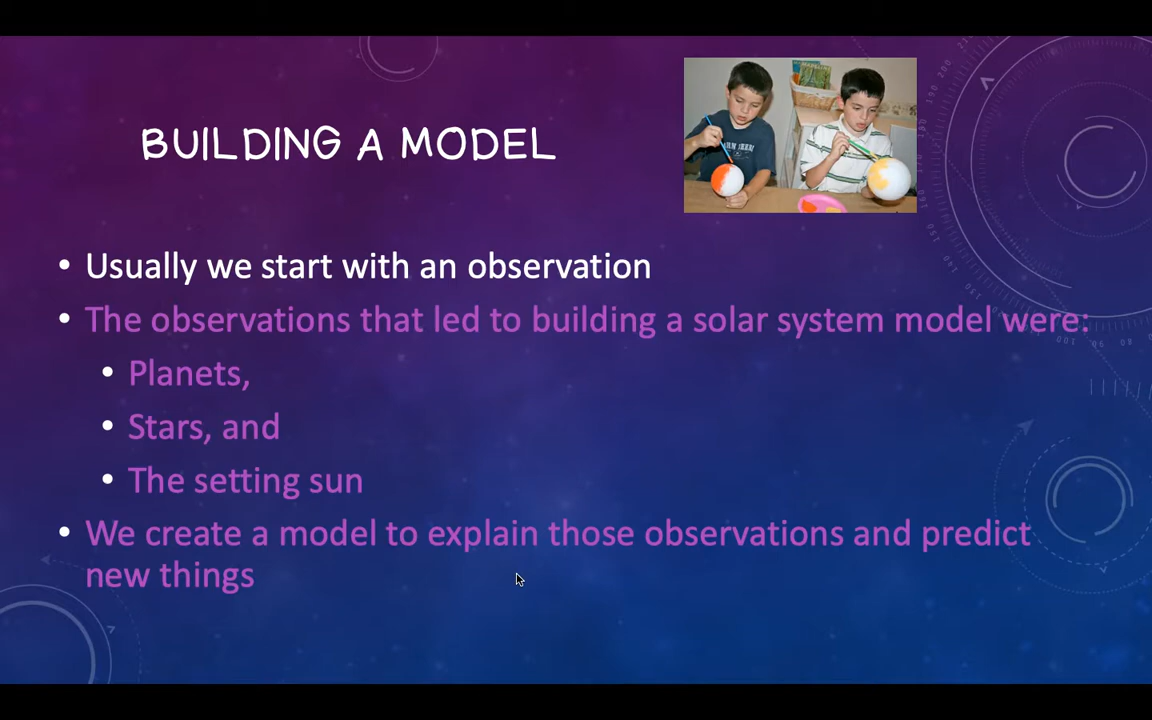 BUILDING A MODEL
• Usually we start with an observation
• The observations that led to building a solar system model were:
• Planets,
• Stars, and
• The setting sun
• We create a model to explain those observations and predict
new things